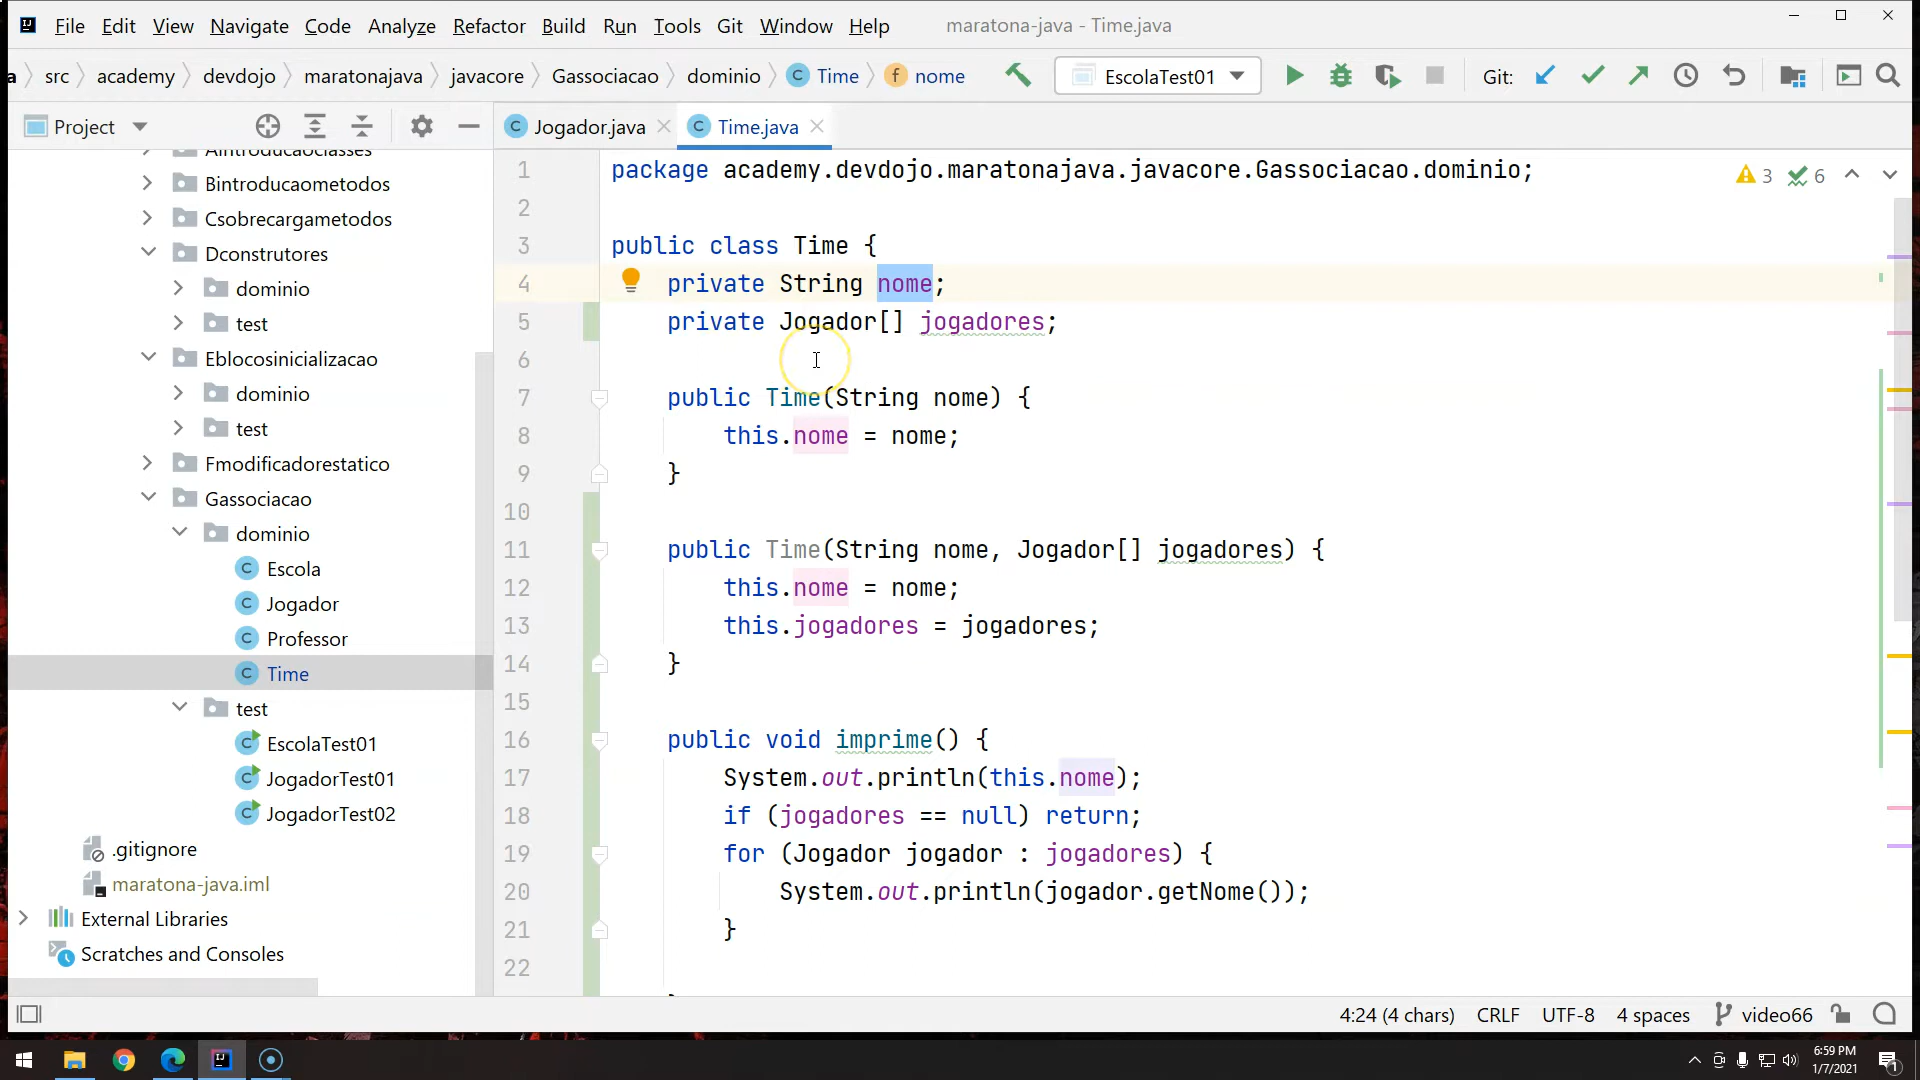 File Edit View Navigate Code Analyze Refactor Build Run Tools Git Window Help maratona-java - Time.java
a src academy devdojo maratonajava javacore Gassociacao dominio Time nome EscolaTest01 Git:
Project
Jogador.java Time.java
Aintroducaoclasses
Bintroducaometodos
Csobrecargametodos
Dconstrutores
dominio
test
Eblocosinicializacao
dominio
test
Fmodificadorestatico
Gassociacao
dominio
Escola
Jogador
Professor
Time
test
EscolaTest01
JogadorTest01
JogadorTest02
.gitignore
maratona-java.iml
External Libraries
Scratches and Consoles
1 package academy.devdojo.maratonajava.javacore.Gassociacao.dominio;
3 6
2
3 public class Time {
4 private String nome;
5 private Jogador[] jogadores;
6
7 public Time(String nome) {
8 this.nome = nome;
9 }
10
11 public Time(String nome, Jogador[] jogadores) {
12 this.nome = nome;
13 this.jogadores = jogadores;
14 }
15
16 public void imprime() {
17 System.out.println(this.nome);
18 if (jogadores == null) return;
19 for (Jogador jogador : jogadores) {
20 System.out.println(jogador.getNome());
21 }
22
4:24 (4 chars) CRLF UTF-8 4 spaces video66
6:59 PM
1/7/2021
1